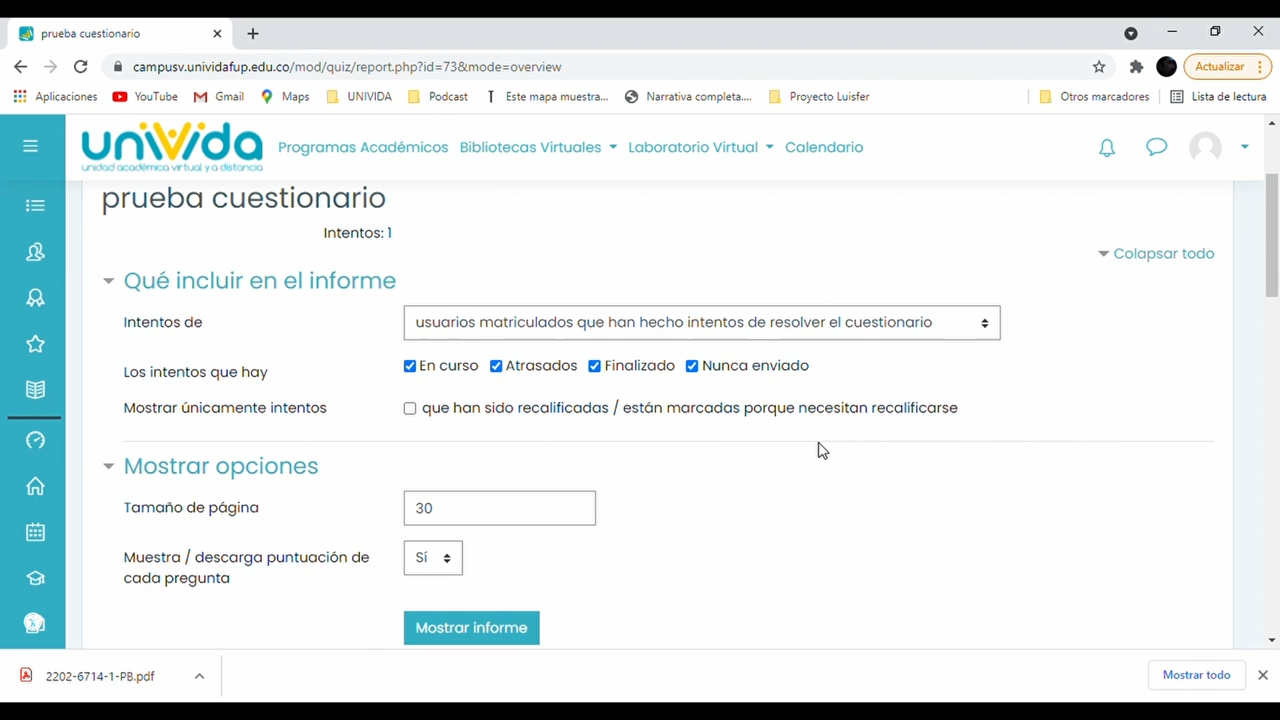 prueba cuestionario
campusv.unividafup.edu.co/mod/quiz/report.php?id=73&mode=overview
Actualizar
Aplicaciones
YouTube
Gmail
Maps
UNIVIDA
Podcast
Este mapa muestra...
Narrativa completa....
Proyecto Luisfer
Otros marcadores
Lista de lectura
uniVida
unidad académica virtual y a distancia
Programas Académicos
Bibliotecas Virtuales
Laboratorio Virtual
Calendario
prueba cuestionario
Intentos: 1
Colapsar todo
Qué incluir en el informe
Intentos de
usuarios matriculados que han hecho intentos de resolver el cuestionario
Los intentos que hay
En curso
Atrasados
Finalizado
Nunca enviado
Mostrar únicamente intentos
que han sido recalificadas / están marcadas porque necesitan recalificarse
Mostrar opciones
Tamaño de página
30
Muestra / descarga puntuación de
cada pregunta
Sí
Mostrar informe
2202-6714-1-PB.pdf
Mostrar todo